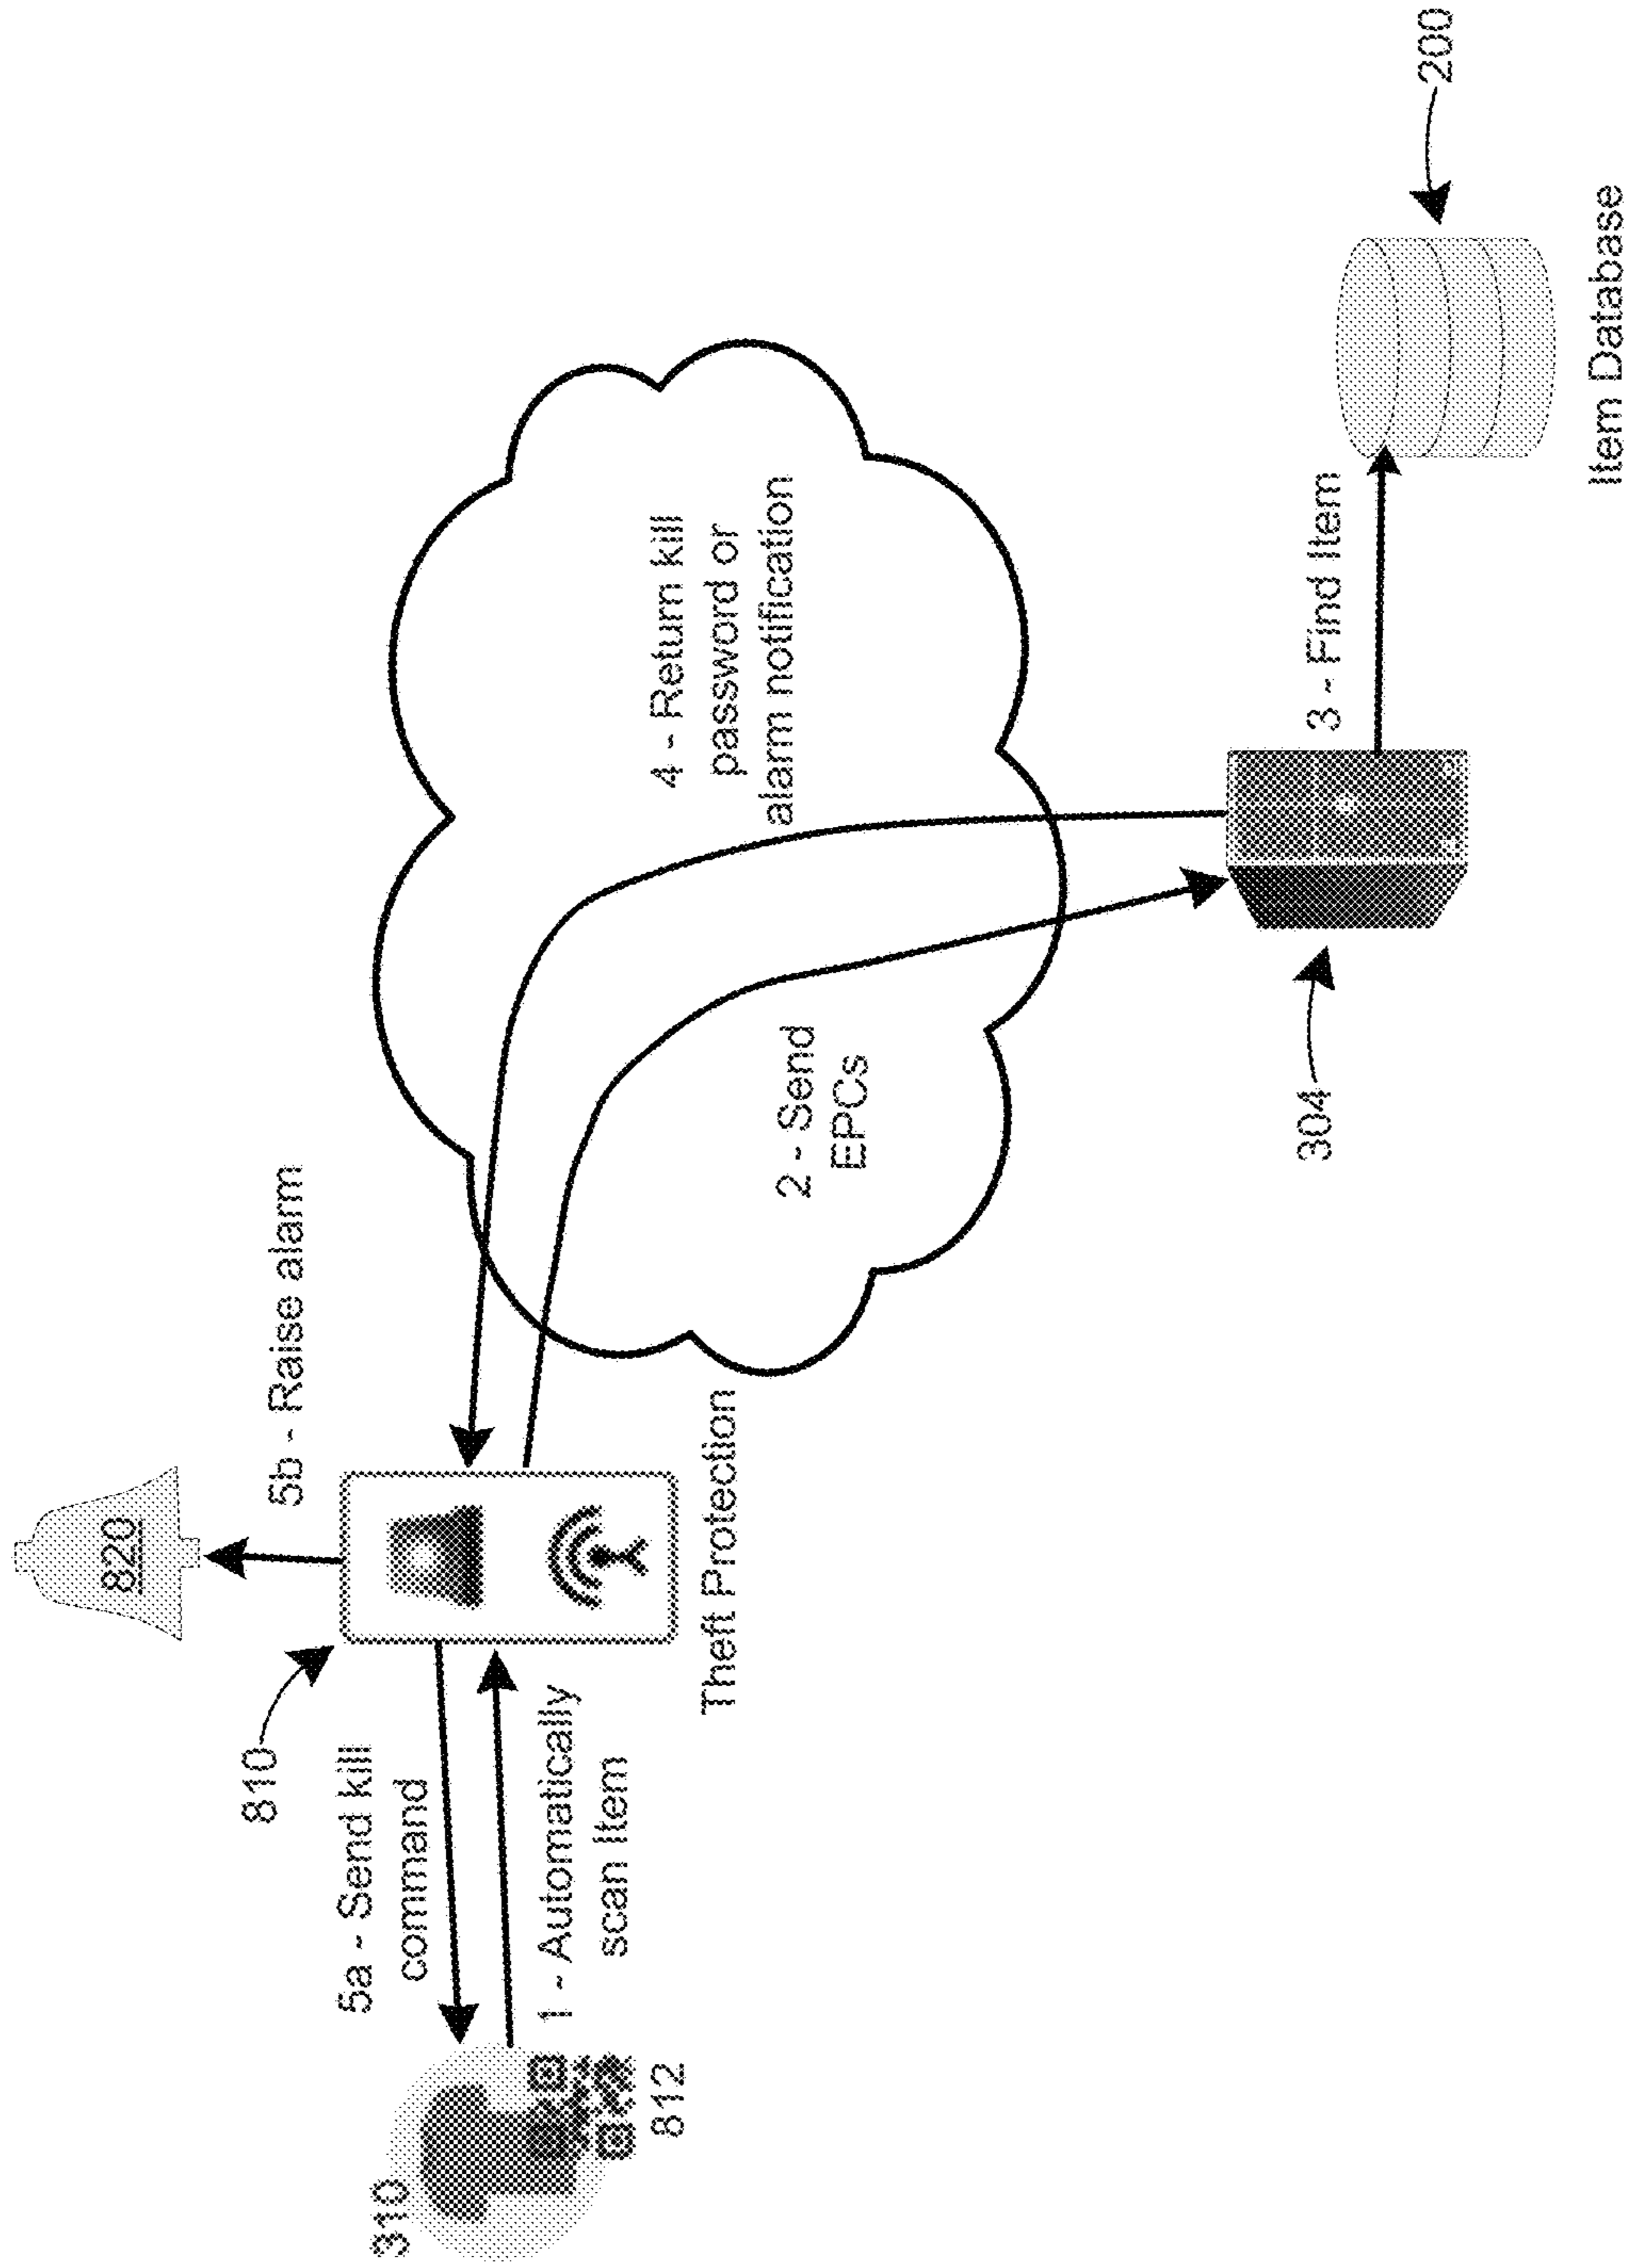 820
5b - Raise alarm
810
5a - Send kill
command
310
1 - Automatically
scan Item
812
Theft Protection
4 - Return kill
password or
alarm notification
2 - Send
EPCs
304
3 - Find Item
200
Item Database